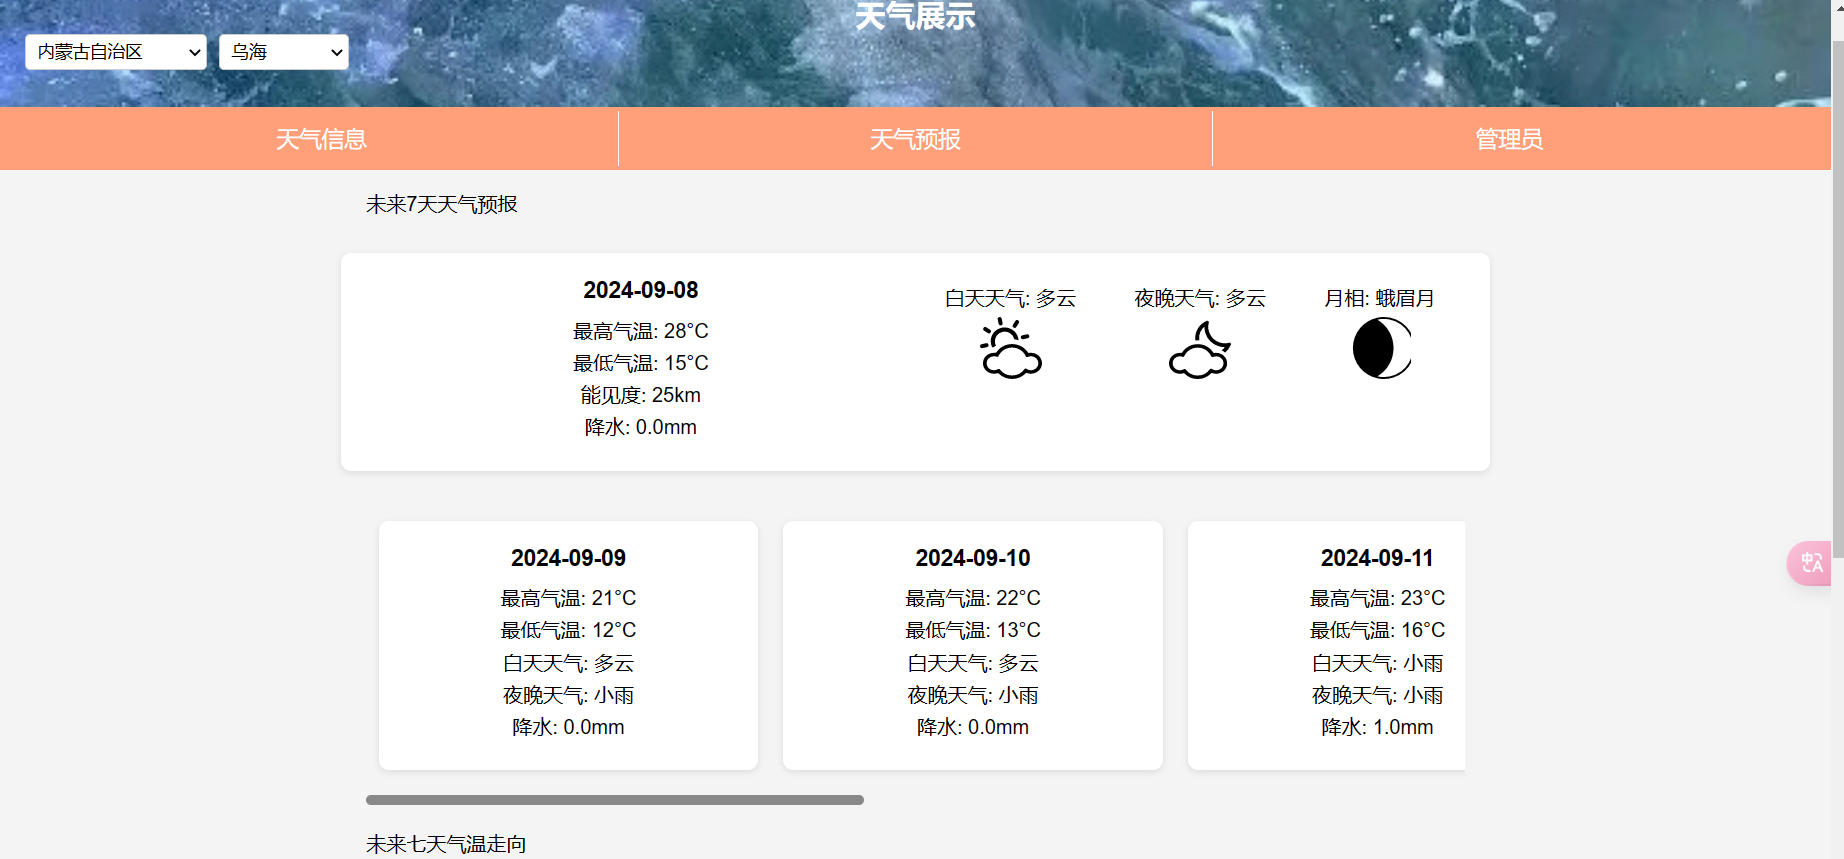 天气展示
内蒙古自治区 乌海
天气信息 天气预报 管理员
未来7天天气预报
2024-09-08
最高气温: 28°C
最低气温: 15°C
能见度: 25km
降水: 0.0mm
白天天气: 多云
夜晚天气: 多云
月相: 蛾眉月
2024-09-09
最高气温: 21°C
最低气温: 12°C
白天天气: 多云
夜晚天气: 小雨
降水: 0.0mm
2024-09-10
最高气温: 22°C
最低气温: 13°C
白天天气: 多云
夜晚天气: 小雨
降水: 0.0mm
2024-09-11
最高气温: 23°C
最低气温: 16°C
白天天气: 小雨
夜晚天气: 小雨
降水: 1.0mm
中A
未来七天气温走向